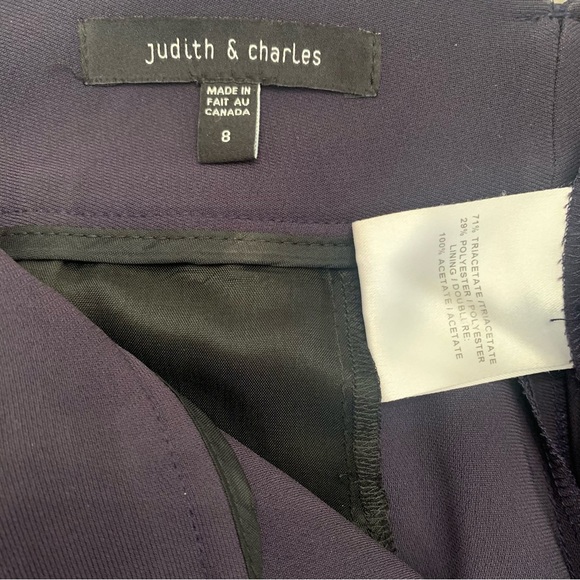 judith & charles
MADE IN
FAIT AU
CANADA
8
71% TRIACETATE / TRIACETATE
29% POLYESTER / POLYESTER
LINING / DOUBLURE:
100% ACETATE / ACETATE